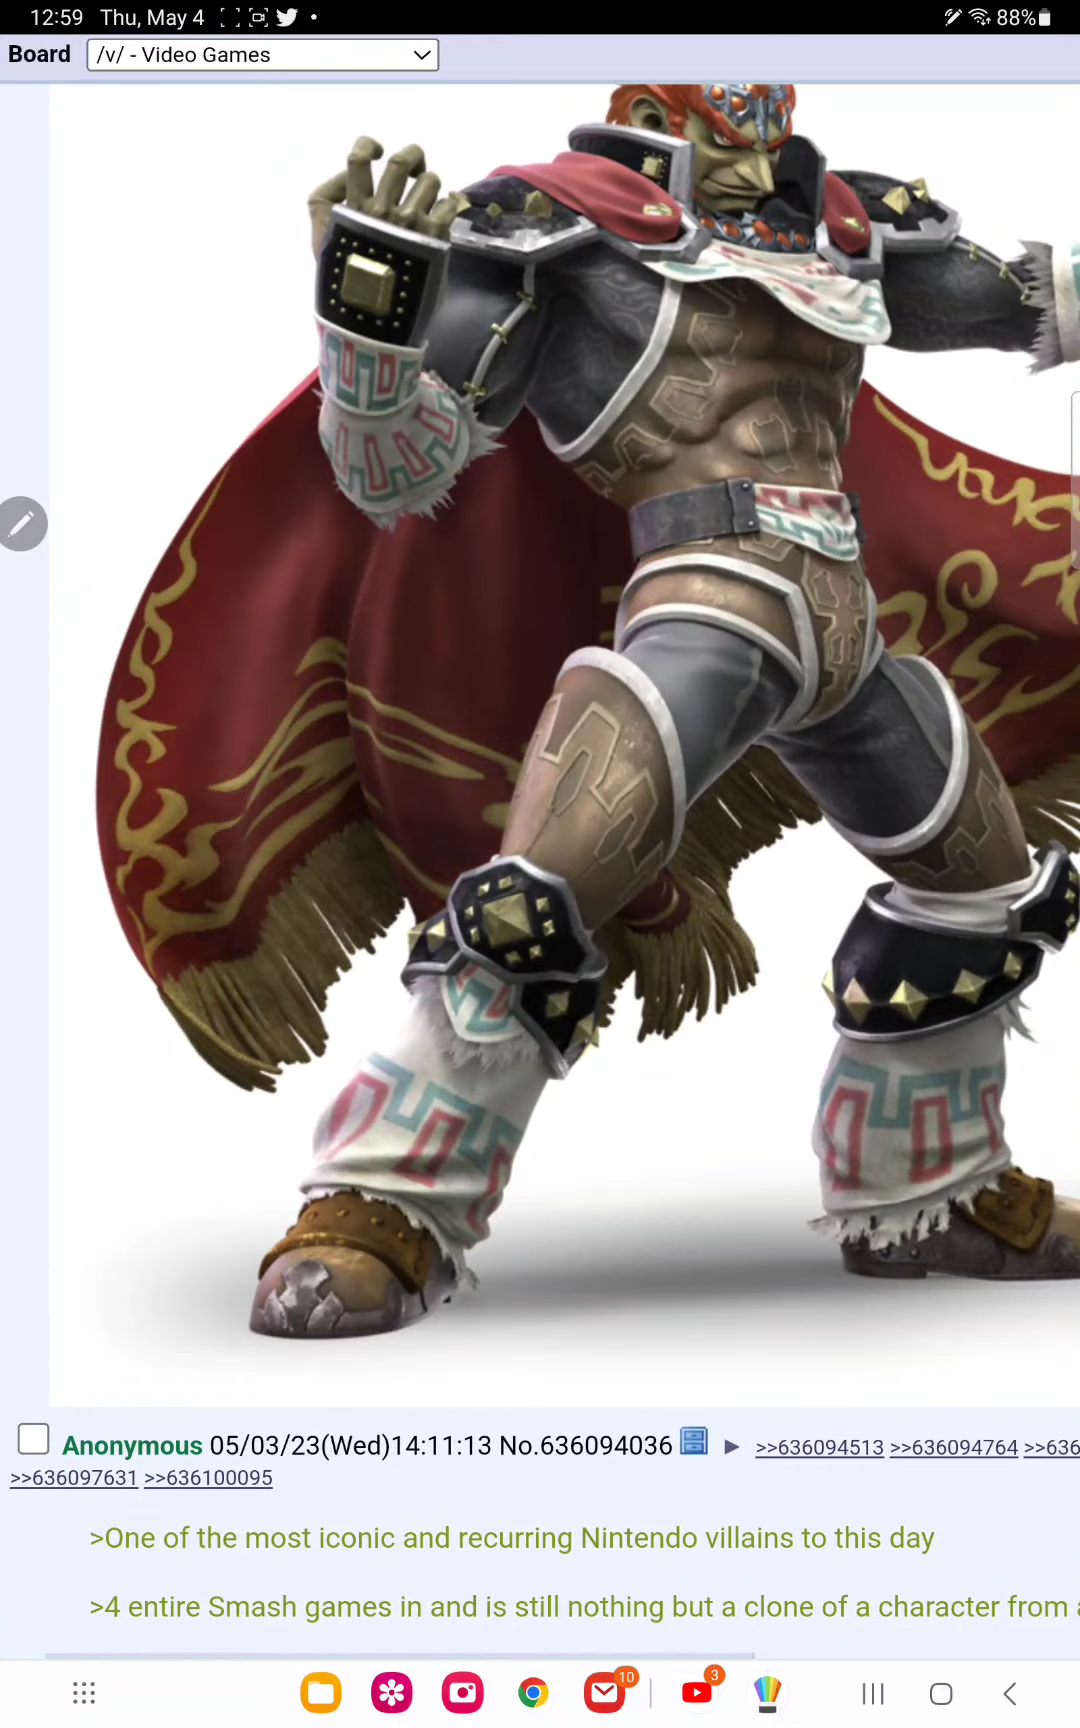 12:59 Thu, May 4 88%
Board /v/ - Video Games
Anonymous 05/03/23(Wed)14:11:13 No.636094036 ▶ >>636094513 >>636094764 >>636
>>636097631 >>636100095
>One of the most iconic and recurring Nintendo villains to this day
>4 entire Smash games in and is still nothing but a clone of a character from
10 3